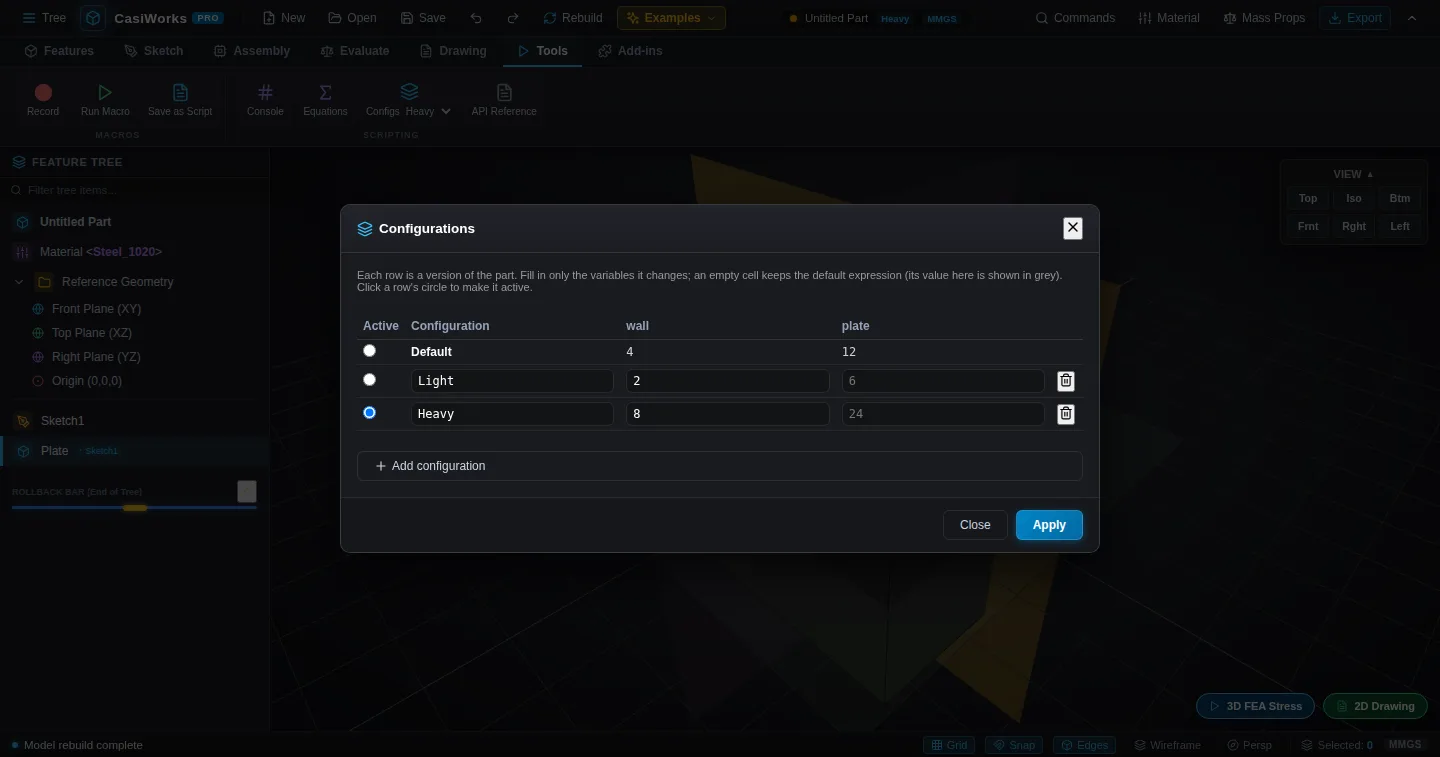 Tree CasiWorks PRO New Open Save Rebuild Examples Untitled Part Heavy MMGS Commands Material Mass Props Export
Features Sketch Assembly Evaluate Drawing Tools Add-ins
Record Run Macro Save as Script Console Equations Configs Heavy API Reference
MACROS SCRIPTING
FEATURE TREE
Filter tree items...
Untitled Part
Material <Steel_1020>
Reference Geometry
Front Plane (XY)
Top Plane (XZ)
Right Plane (YZ)
Origin (0,0,0)
Sketch1
Plate ↑ Sketch1
ROLLBACK BAR (End of Tree)
VIEW ▲
Top Iso Btm
Frnt Rght Left
Configurations
Each row is a version of the part. Fill in only the variables it changes; an empty cell keeps the default expression (its value here is shown in grey).
Click a row's circle to make it active.
Active Configuration wall plate
Default 4 12
Light 2 6
Heavy 8 24
Add configuration
Close Apply
3D FEA Stress 2D Drawing
Model rebuild complete Grid Snap Edges Wireframe Persp Selected: 0 MMGS